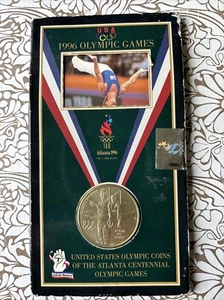 USA
1996 OLYMPIC GAMES
Atlanta 1996
UNITED STATES OLYMPIC COINS
OF THE ATLANTA CENTENNIAL
OLYMPIC GAMES